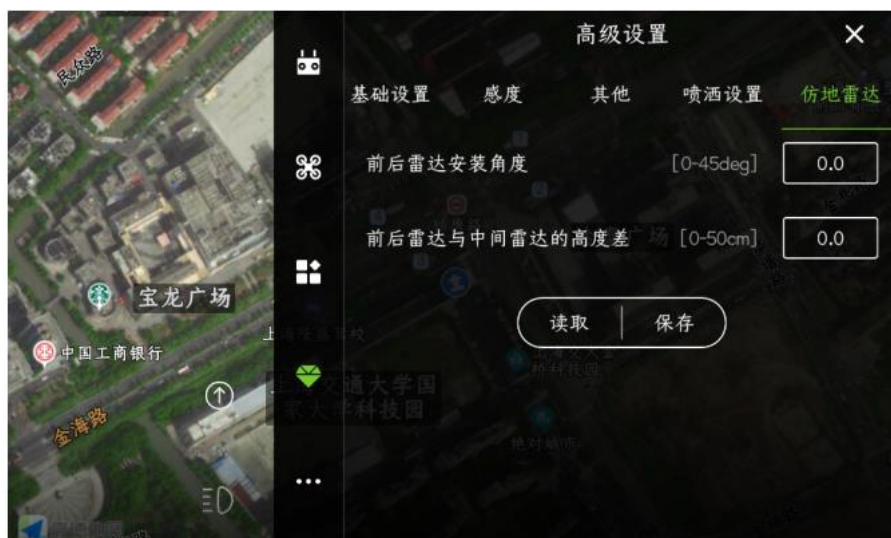 高级设置
基础设置 感度 其他 喷洒设置 仿地雷达
前后雷达安装角度 [0-45deg] 0.0
前后雷达与中间雷达的高度差 [0-50cm] 0.0
读取 保存
民众路
宝龙广场
中国工商银行
金海路
上海交通大学国
家大学科技园